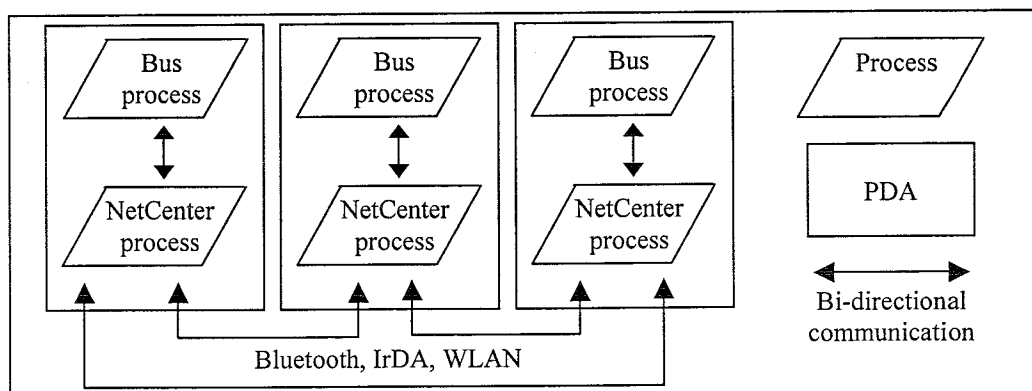 Bus
process
Bus
process
Bus
process
Process
NetCenter
process
NetCenter
process
NetCenter
process
PDA
Bi-directional
communication
Bluetooth, IrDA, WLAN